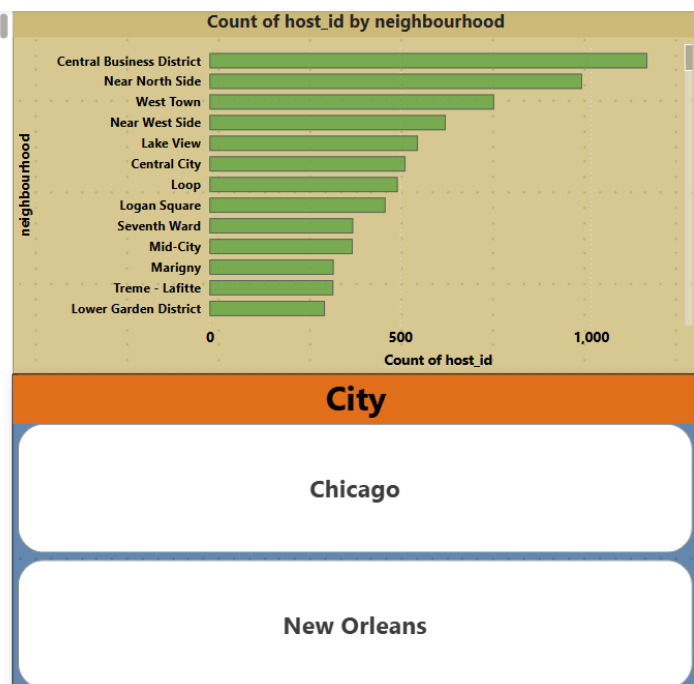 Count of host_id by neighbourhood
neighbourhood
Central Business District
Near North Side
West Town
Near West Side
Lake View
Central City
Loop
Logan Square
Seventh Ward
Mid-City
Marigny
Treme - Lafitte
Lower Garden District
0 500 1,000
Count of host_id
City
Chicago
New Orleans